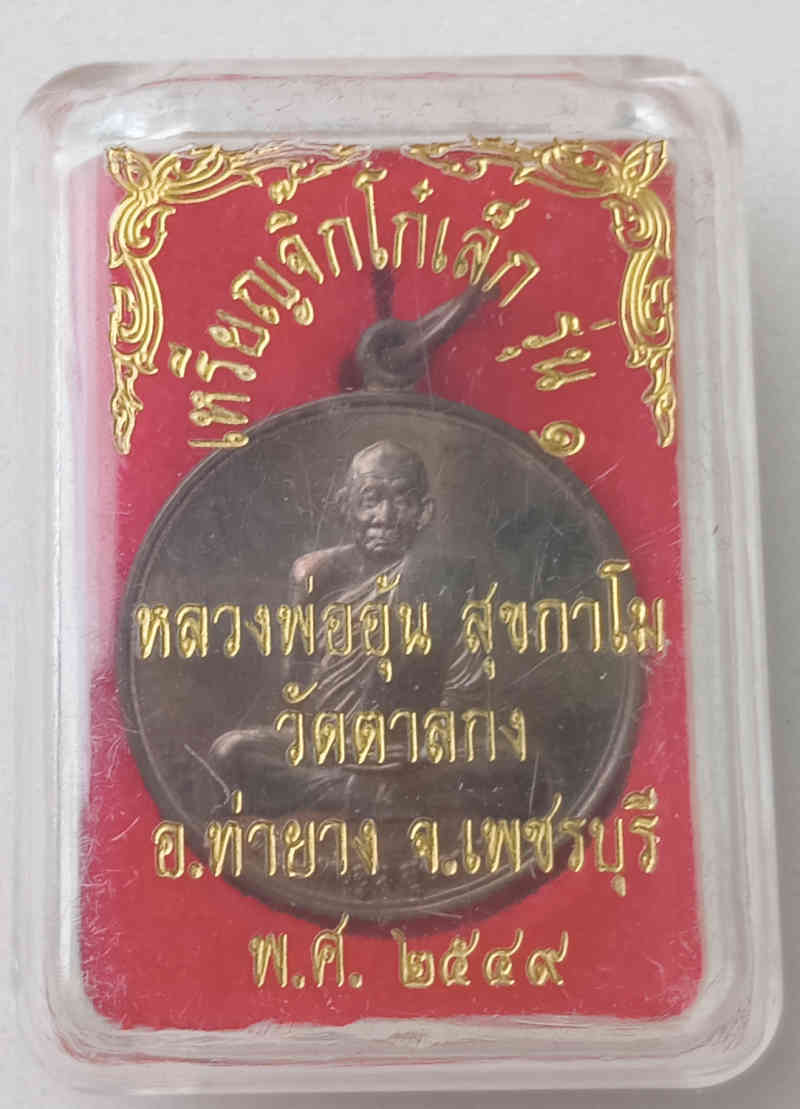 เหรียญจิ๊กโก๋เล็ก รุ่น ๑
หลวงพ่ออุ้น สุขกาโม
วัดตาลกง
อ.ท่ายาง จ.เพชรบุรี
พ.ศ. ๒๕๔๙